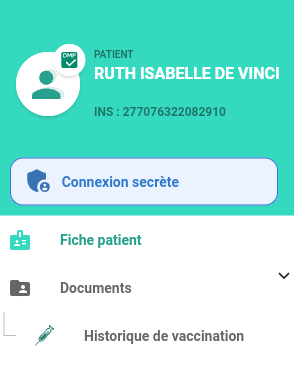 DMP
PATIENT
RUTH ISABELLE DE VINCI
INS : 277076322082910
Connexion secrète
Fiche patient
Documents
Historique de vaccination